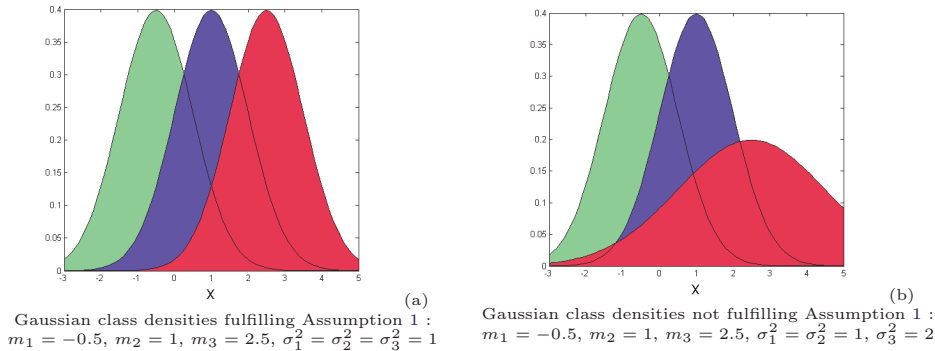 0.4
0.35
0.3
0.25
0.2
0.15
0.1
0.05
0
-3 -2 -1 0 1 2 3 4 5
X
(a)
Gaussian class densities fulfilling Assumption 1 :
m₁ = −0.5, m₂ = 1, m₃ = 2.5, σ₁² = σ₂² = σ₃² = 1
0.4
0.35
0.3
0.25
0.2
0.15
0.1
0.05
0
-3 -2 -1 0 1 2 3 4 5
X
(b)
Gaussian class densities not fulfilling Assumption 1 :
m₁ = −0.5, m₂ = 1, m₃ = 2.5, σ₁² = σ₂² = 1, σ₃² = 2